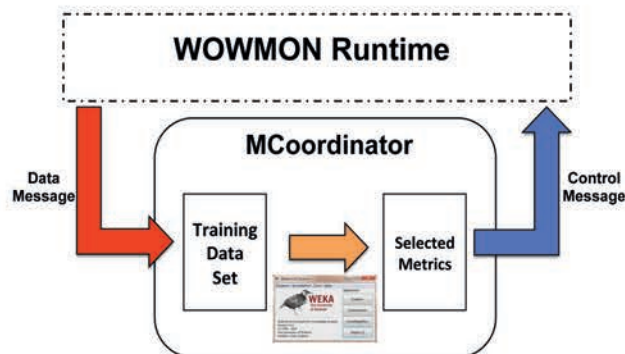 WOWMON Runtime
MCoordinator
Data
Message
Control
Message
Training
Data
Set
Selected
Metrics
WEKA